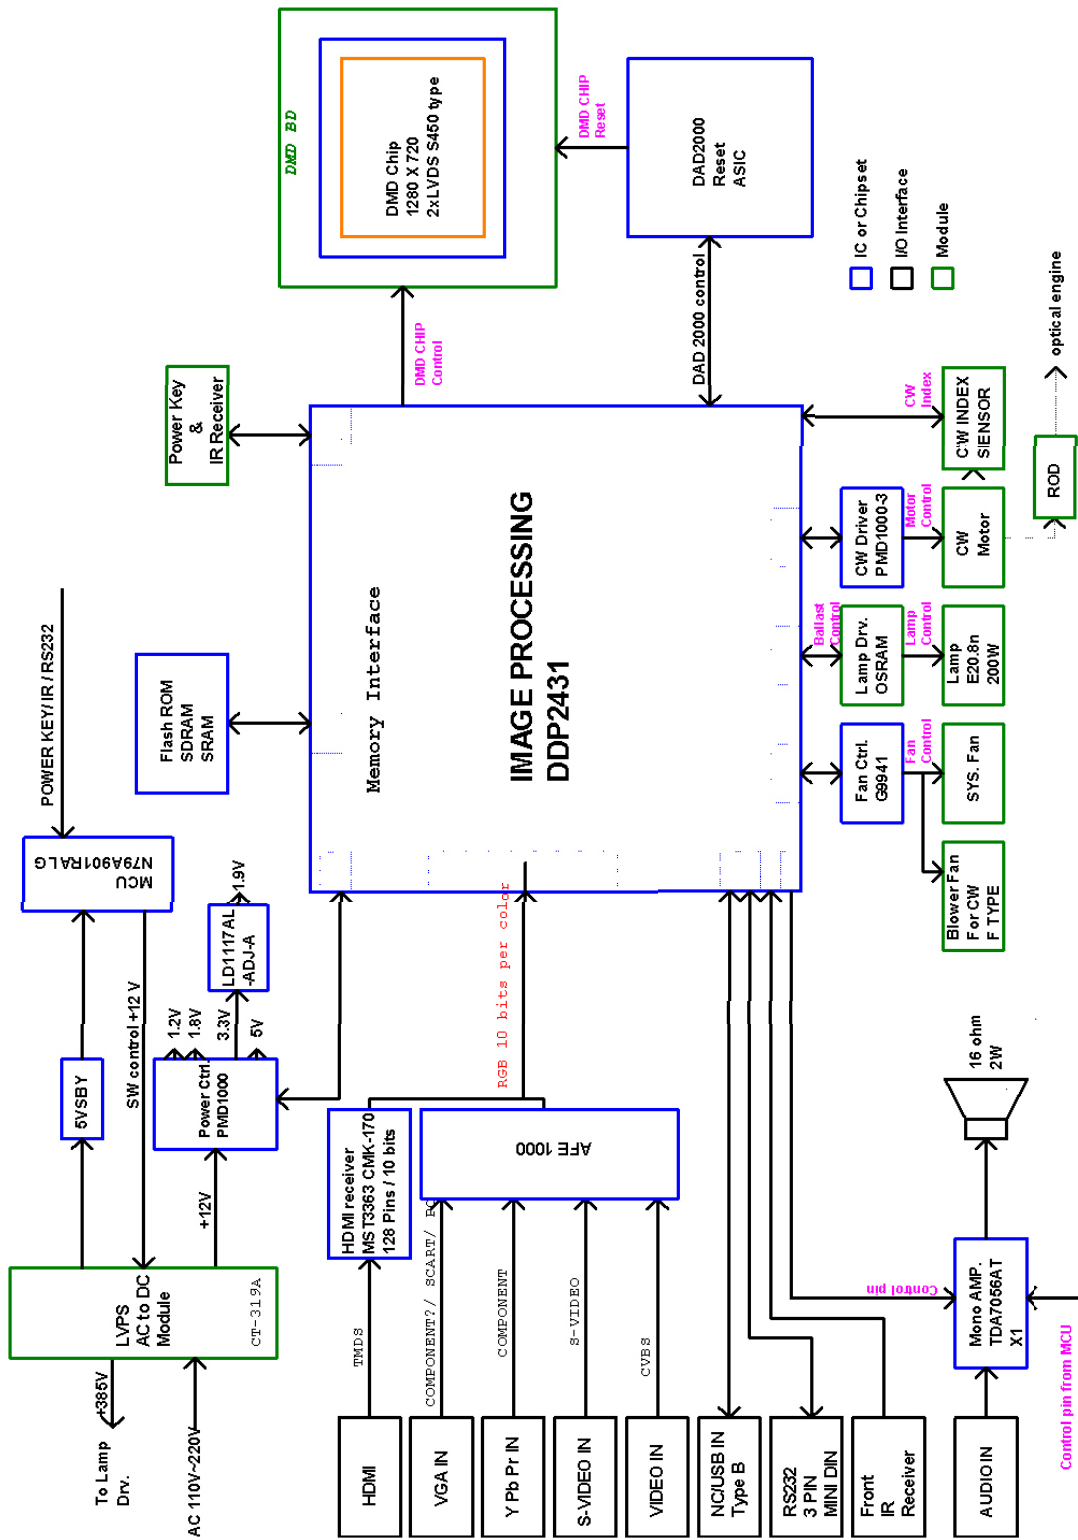 To Lamp
Drv.
+385V
AC 110V~220V
LVPS
AC to DC
Module
CT-319A
5VSBY
SW control +12 V
+12V
Power Ctrl.
PMD1000
1.2V
1.8V
3.3V
5V
LD1117AL
-ADJ-A
1.9V
MCU
N79A901RALG
POWER KEY/ IR / RS232
Flash ROM
SDRAM
SRAM
Power Key
&
IR Receiver
HDMI
TMDS
HDMI receiver
MST3363 CMK-170
128 Pins / 10 bits
VGA IN
COMPONENT?/ SCART/
Y Pb Pr IN
COMPONENT
S-VIDEO IN
S-VIDEO
VIDEO IN
CVBS
AFE 1000
RGB 10 bits per color
Memory Interface
IMAGE PROCESSING
DDP2431
DMD CHIP
Control
DMD BD
DMD Chip
1280 X 720
2xLVDS S450 type
DMD CHIP
Reset
DAD2000
Reset
ASIC
DAD 2000 control
NC/USB IN
Type B
RS232
3 PIN
MINI DIN
Front
IR
Receiver
AUDIO IN
Control pin
Mono AMP.
TDA7056AT
X1
Control pin from MCU
16 ohm
2W
Fan Ctrl.
G9941
Fan
Control
SYS. Fan
Blower Fan
For CW
F TYPE
Ballast
Control
Lamp Drv.
OSRAM
Lamp
Control
Lamp
E20.8n
200W
CW Driver
PMD1000-3
Motor
Control
CW
Motor
CW
Index
CW INDEX
SIENSOR
ROD
optical engine
IC or Chipset
I/O Interface
Module